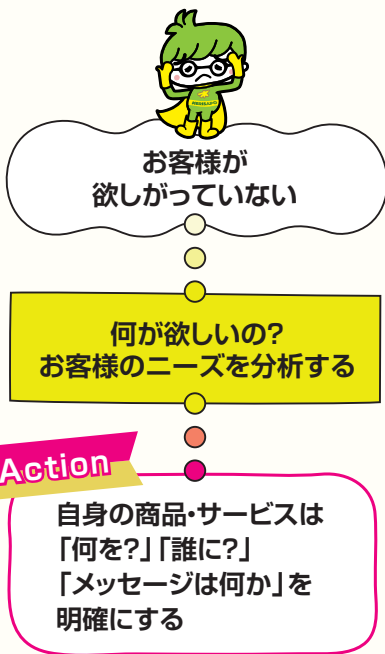 お客様が
欲しがっていない
何が欲しいの?
お客様のニーズを分析する
Action
自身の商品・サービスは
「何を?」「誰に?」
「メッセージは何か」を
明確にする